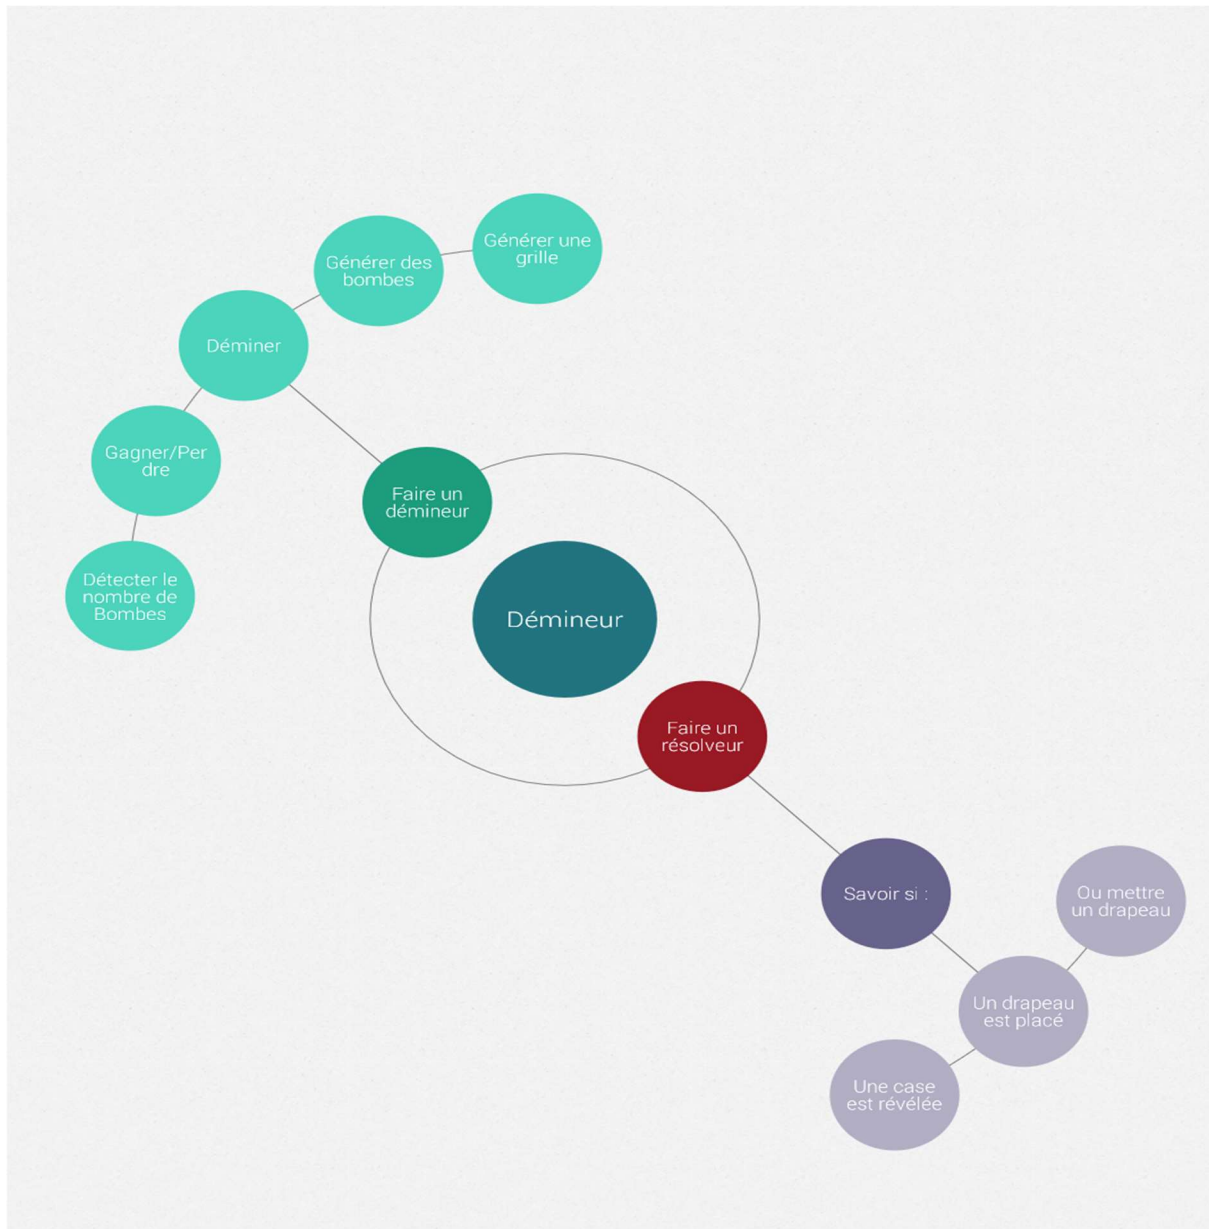 Générer une
grille
Générer des
bombes
Déminer
Gagner/Per
dre
Faire un
démineur
Détecter le
nombre de
Bombes
Démineur
Faire un
résolveur
Savoir si :
Ou mettre
un drapeau
Un drapeau
est placé
Une case
est révélée